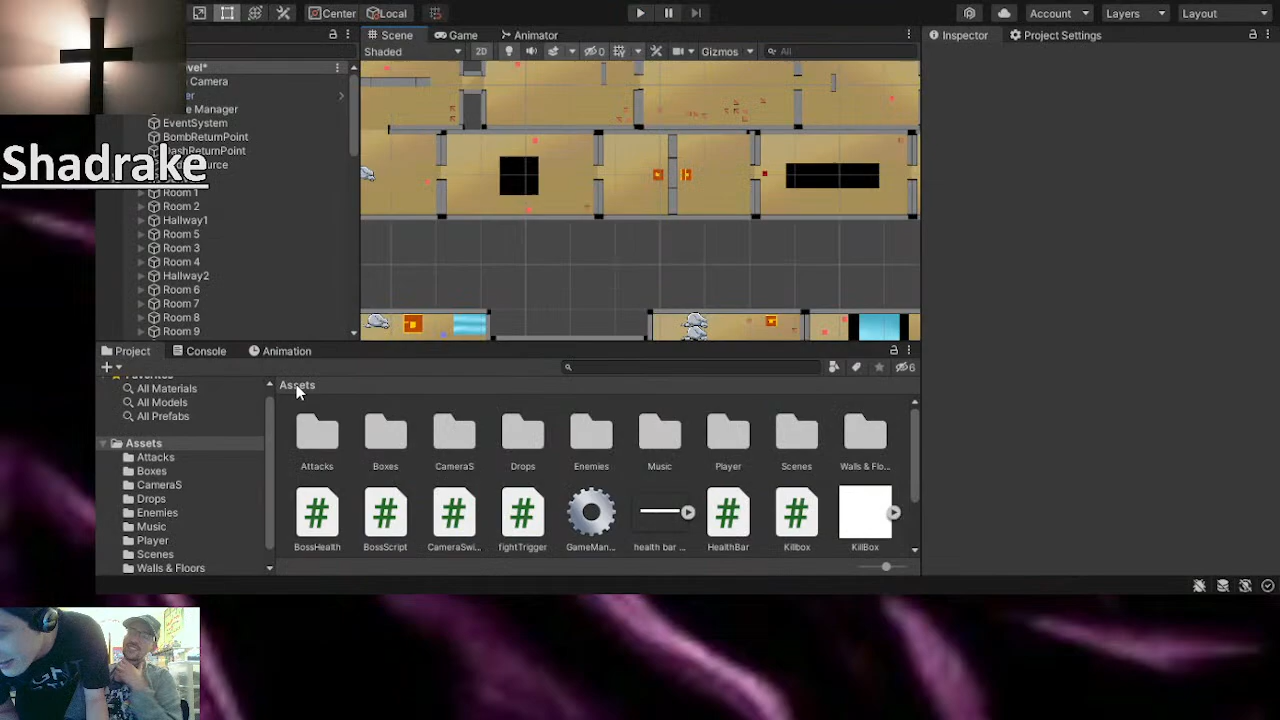 Center Local Account Layers Layout
Scene Game Animator Inspector Project Settings
Shaded 2D 0 Gizmos All
Camera
EventSystem
BombReturnPoint
Shadrake
Room 1
Room 2
Hallway1
Room 5
Room 3
Room 4
Hallway2
Room 6
Room 7
Room 8
Room 9
Project Console Animation
6
All Materials
All Models
All Prefabs
Assets
Attacks
Boxes
CameraS
Drops
Enemies
Music
Player
Scenes
Walls & Floors
Assets
Attacks Boxes CameraS Drops Enemies Music Player Scenes Walls & Flo...
BossHealth BossScript CameraSwi... fightTrigger GameMan... health bar ... HealthBar Killbox KillBox